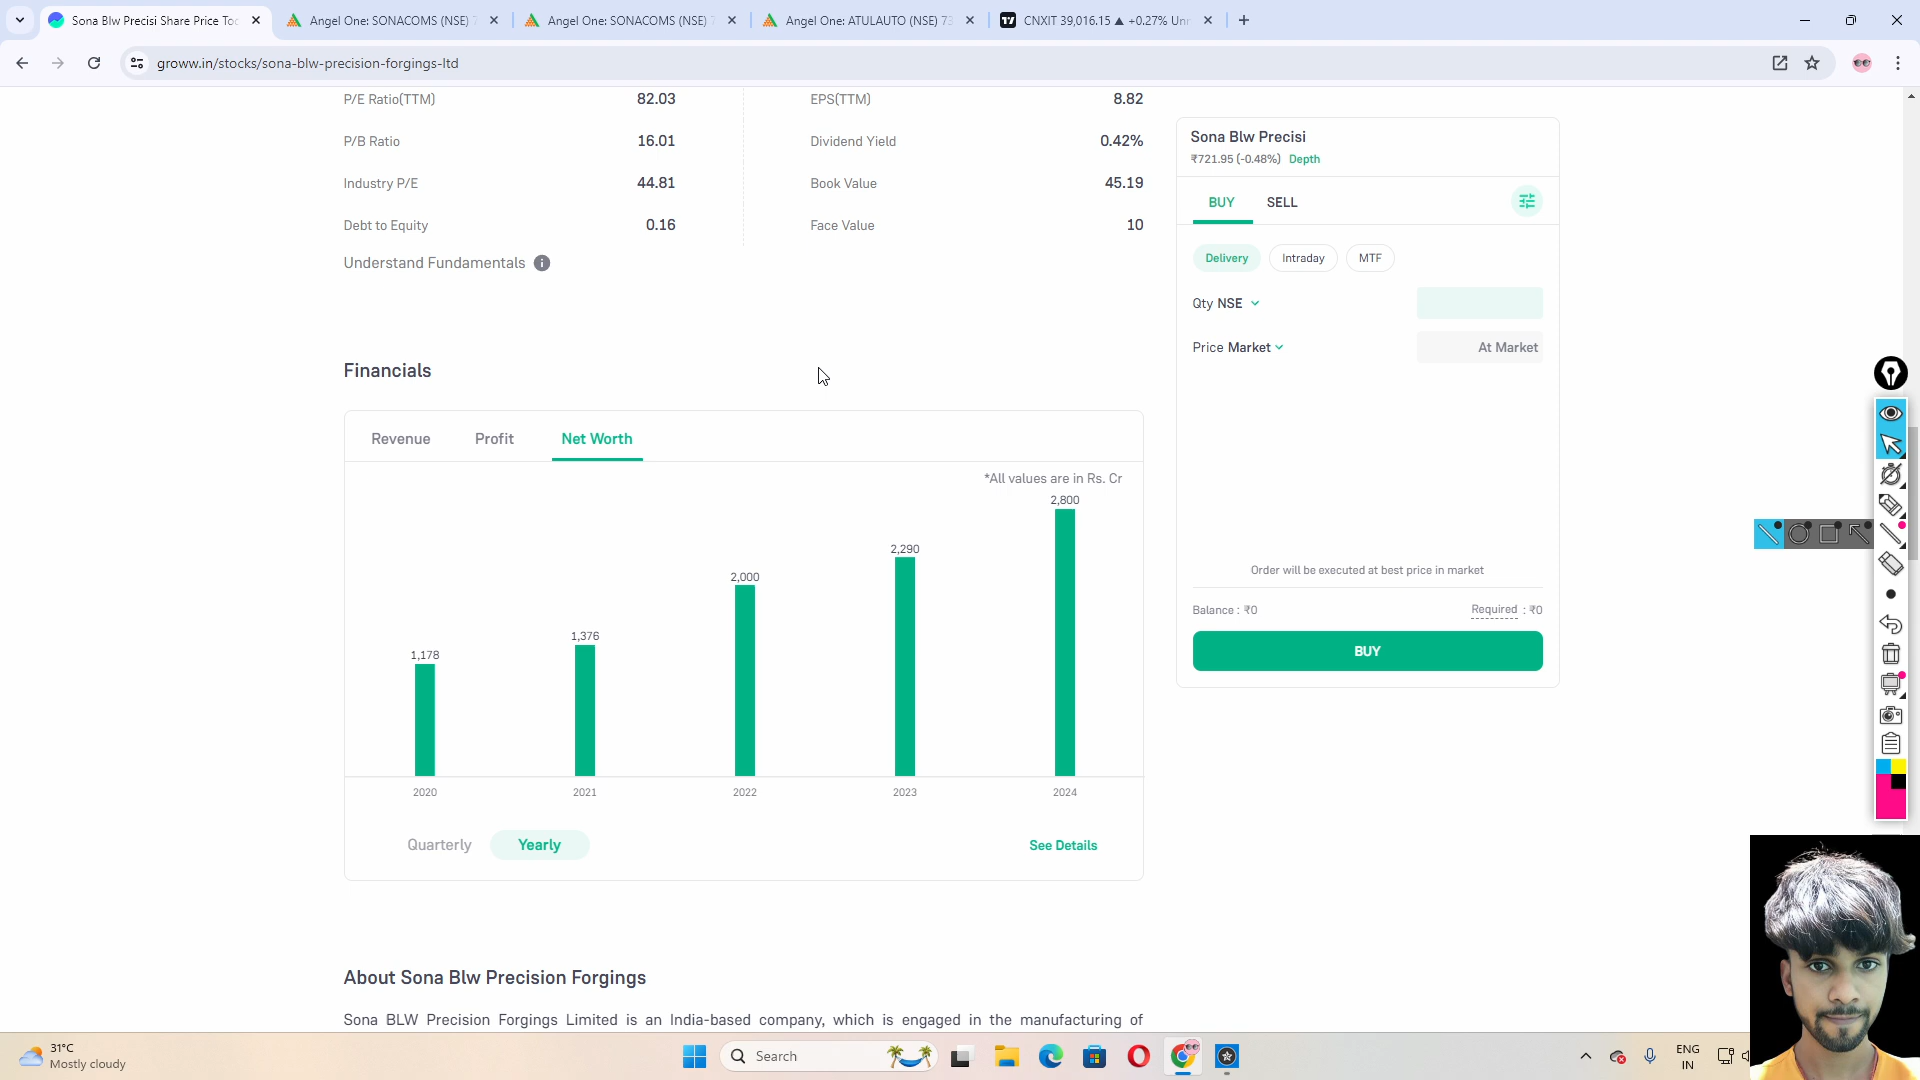 Sona Blw Precisi Share Price Toc
Angel One: SONACOMS (NSE) 7
Angel One: SONACOMS (NSE) 7
Angel One: ATULAUTO (NSE) 73
CNXIT 39,016.15 ▲ +0.27% Unn
groww.in/stocks/sona-blw-precision-forgings-ltd
P/E Ratio(TTM) 82.03 EPS(TTM) 8.82
P/B Ratio 16.01 Dividend Yield 0.42%
Industry P/E 44.81 Book Value 45.19
Debt to Equity 0.16 Face Value 10
Understand Fundamentals
Financials
Revenue Profit Net Worth
*All values are in Rs. Cr
2,800
2,290
2,000
1,376
1,178
2020 2021 2022 2023 2024
Quarterly Yearly See Details
About Sona Blw Precision Forgings
Sona BLW Precision Forgings Limited is an India-based company, which is engaged in the manufacturing of
Sona Blw Precisi
₹721.95 (-0.48%) Depth
BUY SELL
Delivery Intraday MTF
Qty NSE
Price Market At Market
Order will be executed at best price in market
Balance : ₹0 Required : ₹0
BUY
31°C
Mostly cloudy
Search
ENG
IN